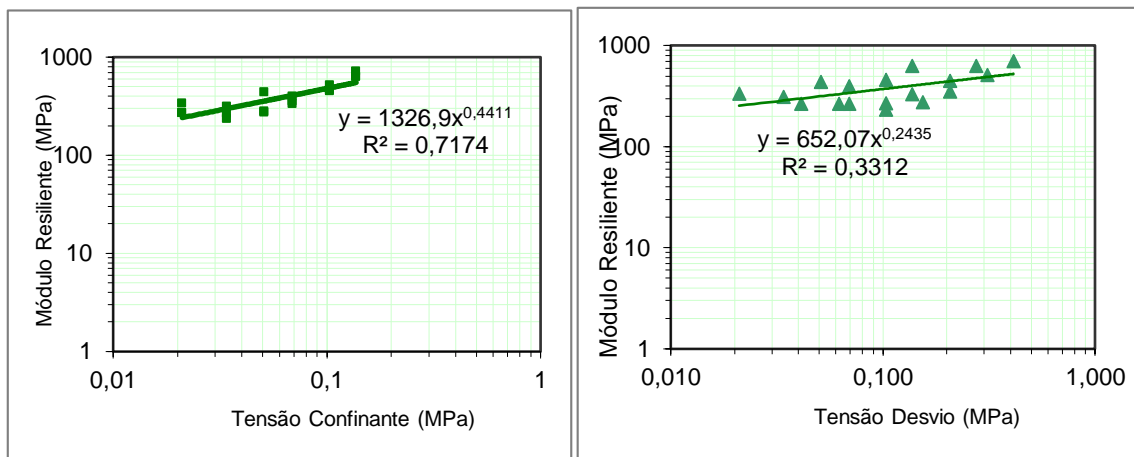 1000
100
10
1
0,01
0,1
1
Módulo Resiliente (MPa)
Tensão Confinante (MPa)
y = 1326,9x^0,4411
R² = 0,7174
1000
100
10
1
0,010
0,100
1,000
Módulo Resiliente (MPa)
Tensão Desvio (MPa)
y = 652,07x^0,2435
R² = 0,3312